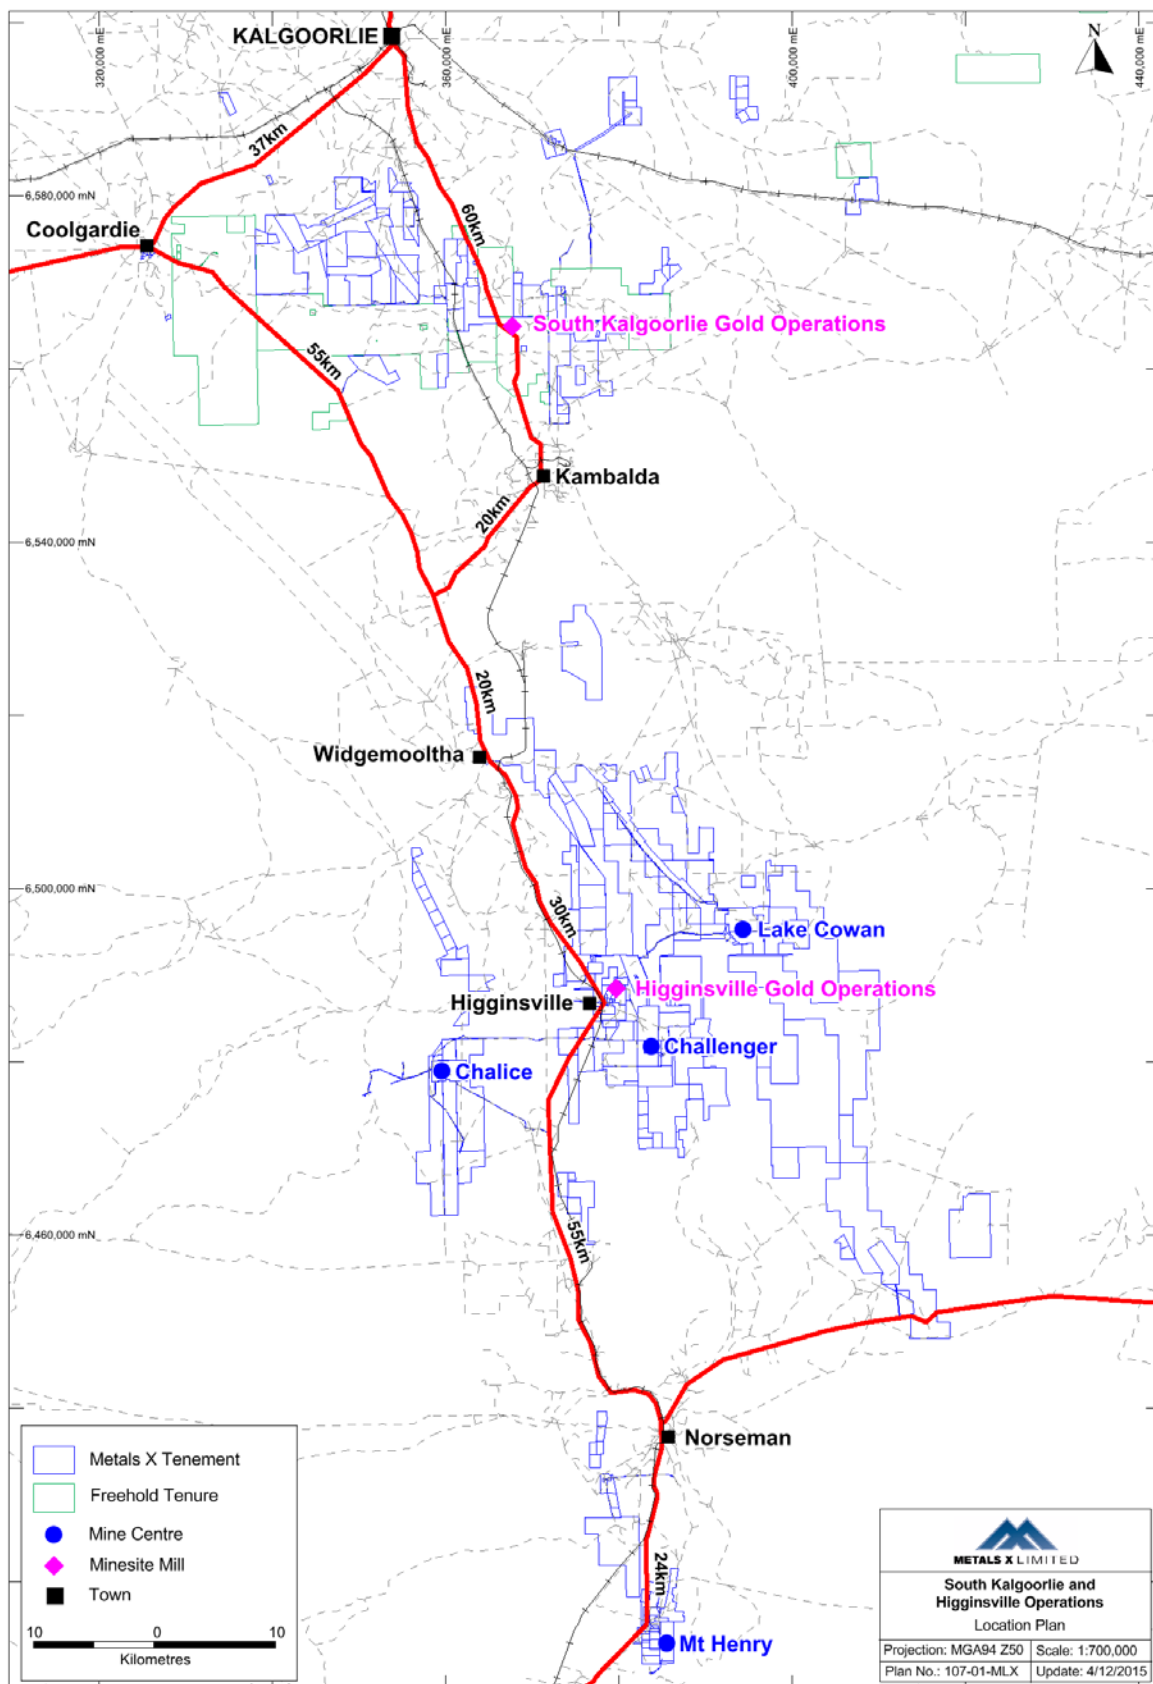 KALGOORLIE
320,000 mE
360,000 mE
400,000 mE
440,000 mE
N
37km
6,580,000 mN
Coolgardie
60km
South Kalgoorlie Gold Operations
55km
Kambalda
20km
6,540,000 mN
20km
Widgemooltha
6,500,000 mN
30km
Lake Cowan
Higginsville Gold Operations
Higginsville
Challenger
Chalice
6,460,000 mN
55km
Norseman
24km
Mt Henry
Metals X Tenement
Freehold Tenure
Mine Centre
Minesite Mill
Town
10 0 10
Kilometres
METALS X LIMITED
South Kalgoorlie and
Higginsville Operations
Location Plan
Projection: MGA94 Z50 Scale: 1:700,000
Plan No.: 107-01-MLX Update: 4/12/2015